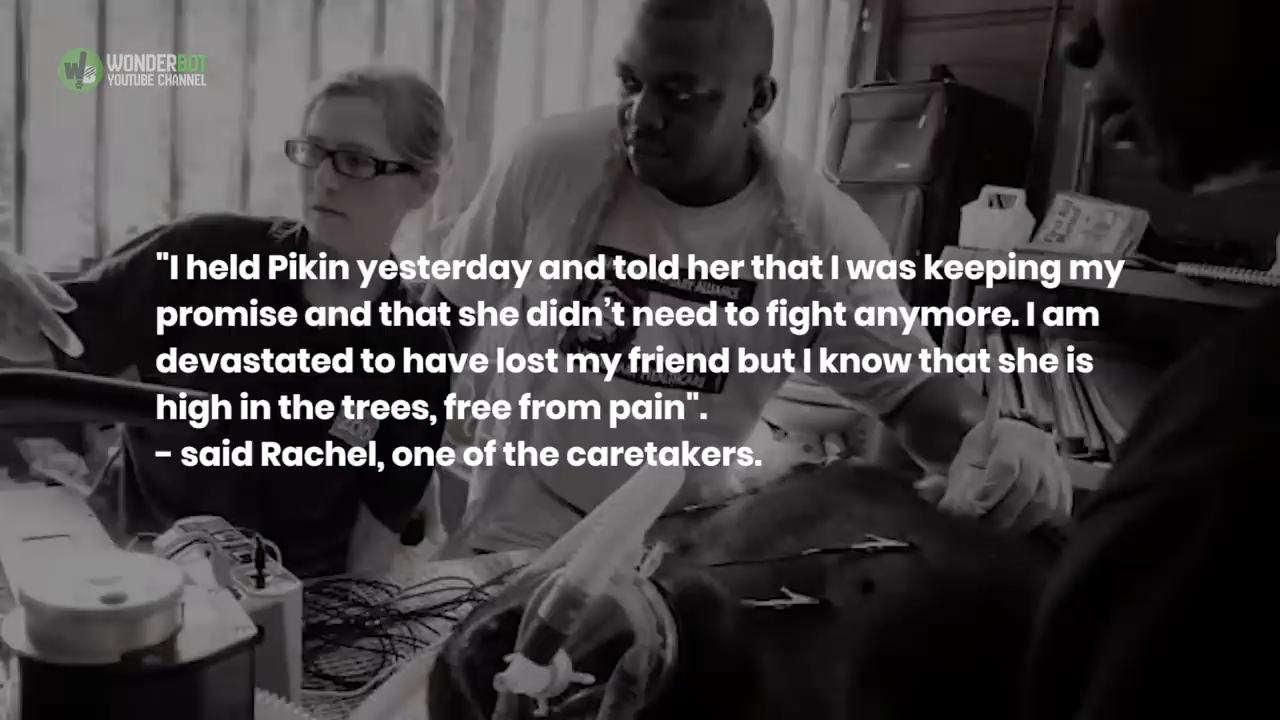 WONDERBOT
YOUTUBE CHANNEL
"I held Pikin yesterday and told her that I was keeping my
promise and that she didn’t need to fight anymore. I am
devastated to have lost my friend but I know that she is
high in the trees, free from pain".
- said Rachel, one of the caretakers.